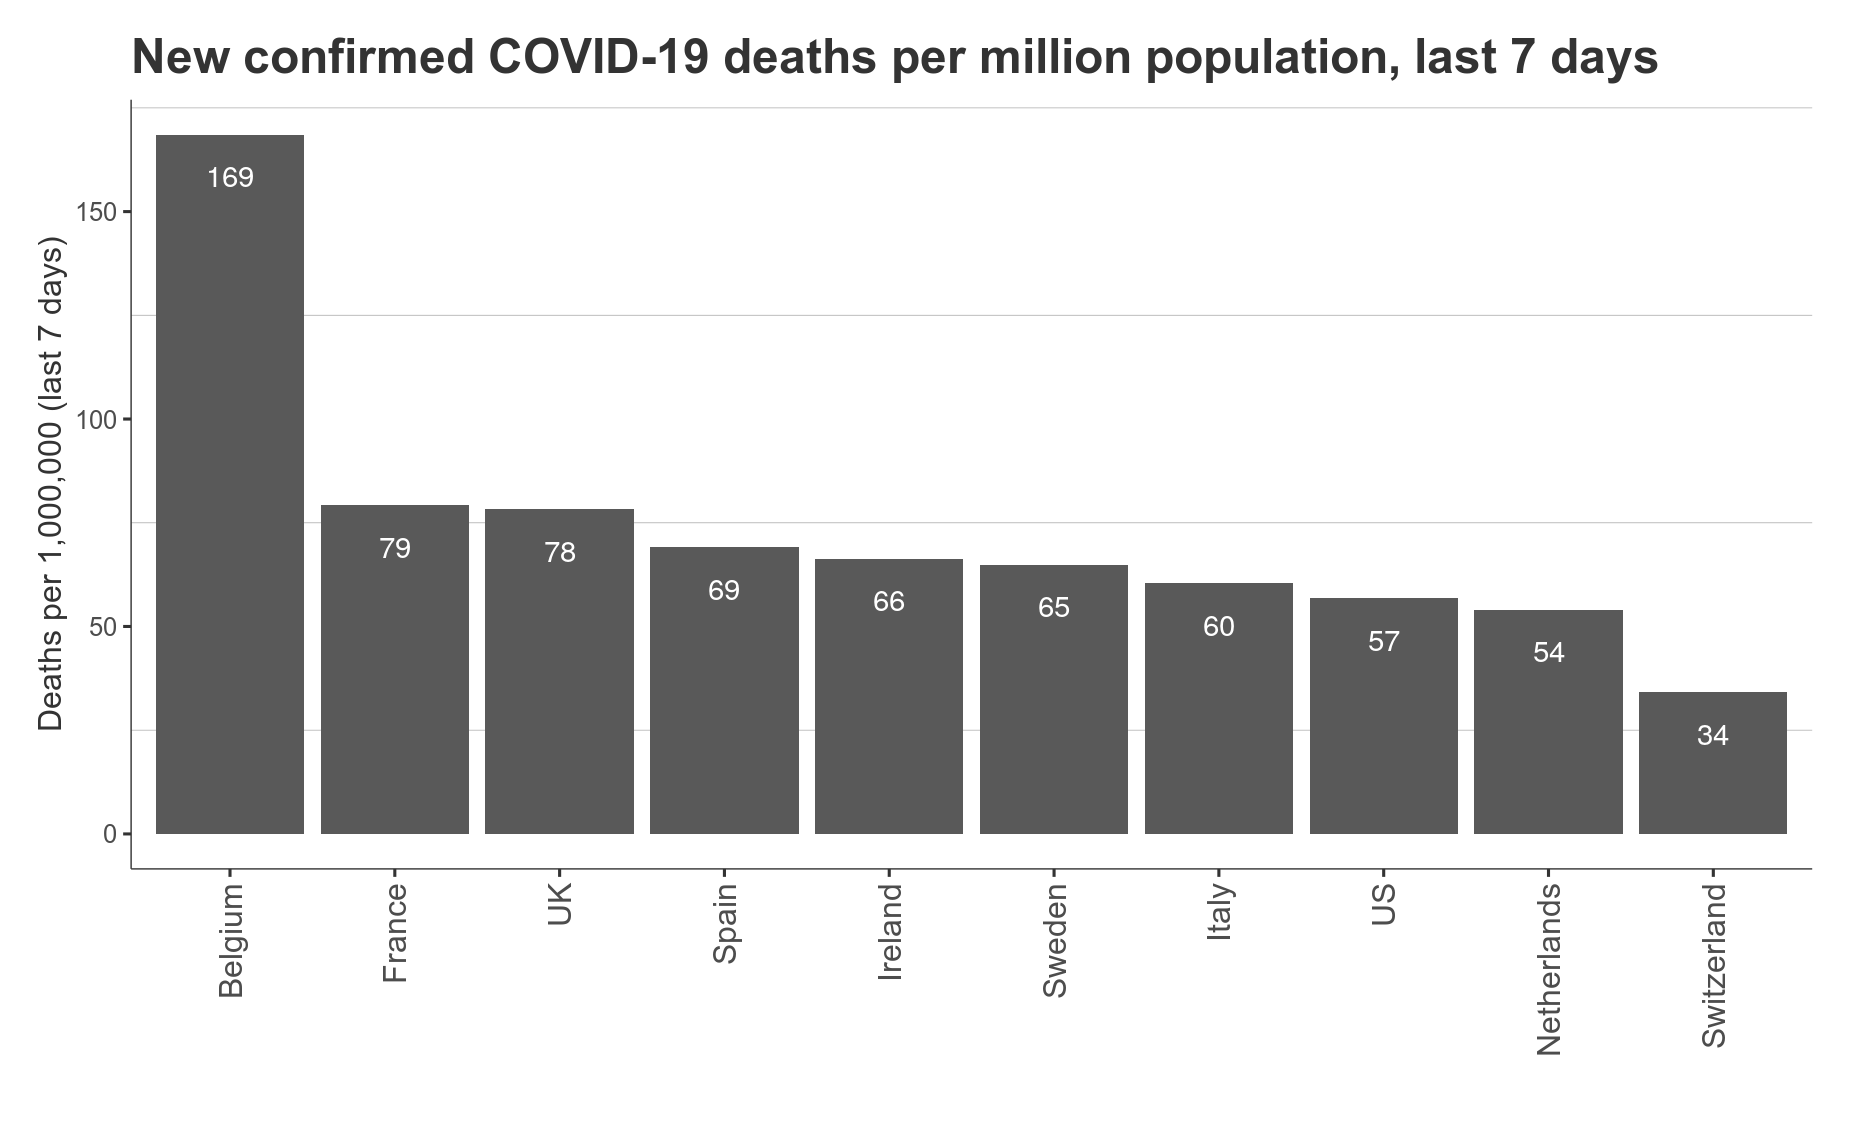 New confirmed COVID-19 deaths per million population, last 7 days
Deaths per 1,000,000 (last 7 days)
150
100
50
0
169
79
78
69
66
65
60
57
54
34
Belgium
France
UK
Spain
Ireland
Sweden
Italy
US
Netherlands
Switzerland